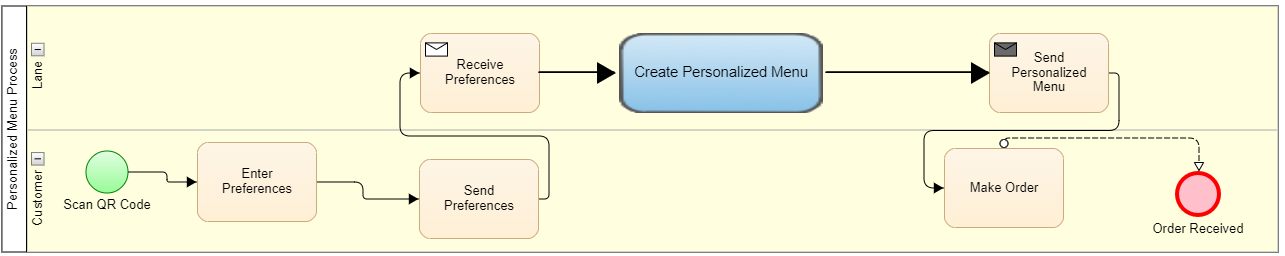 Personalized Menu Process
Lane
Receive
Preferences
Create Personalized Menu
Send
Personalized
Menu
Customer
Scan QR Code
Enter
Preferences
Send
Preferences
Make Order
Order Received